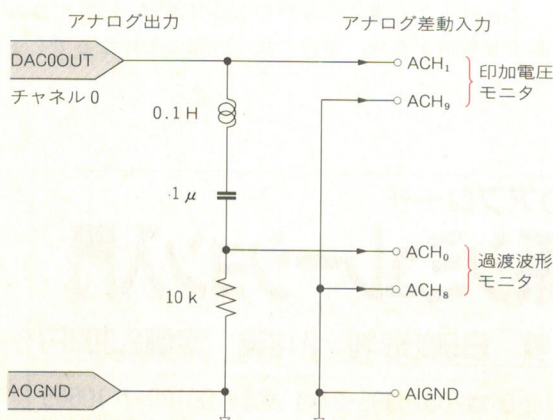 アナログ出力
アナログ差動入力
DAC0OUT
チャネル0
ACH₁
ACH₉
印加電圧
モニタ
0.1 H
1 μ
10 k
ACH₀
ACH₈
過渡波形
モニタ
AOGND
AIGND